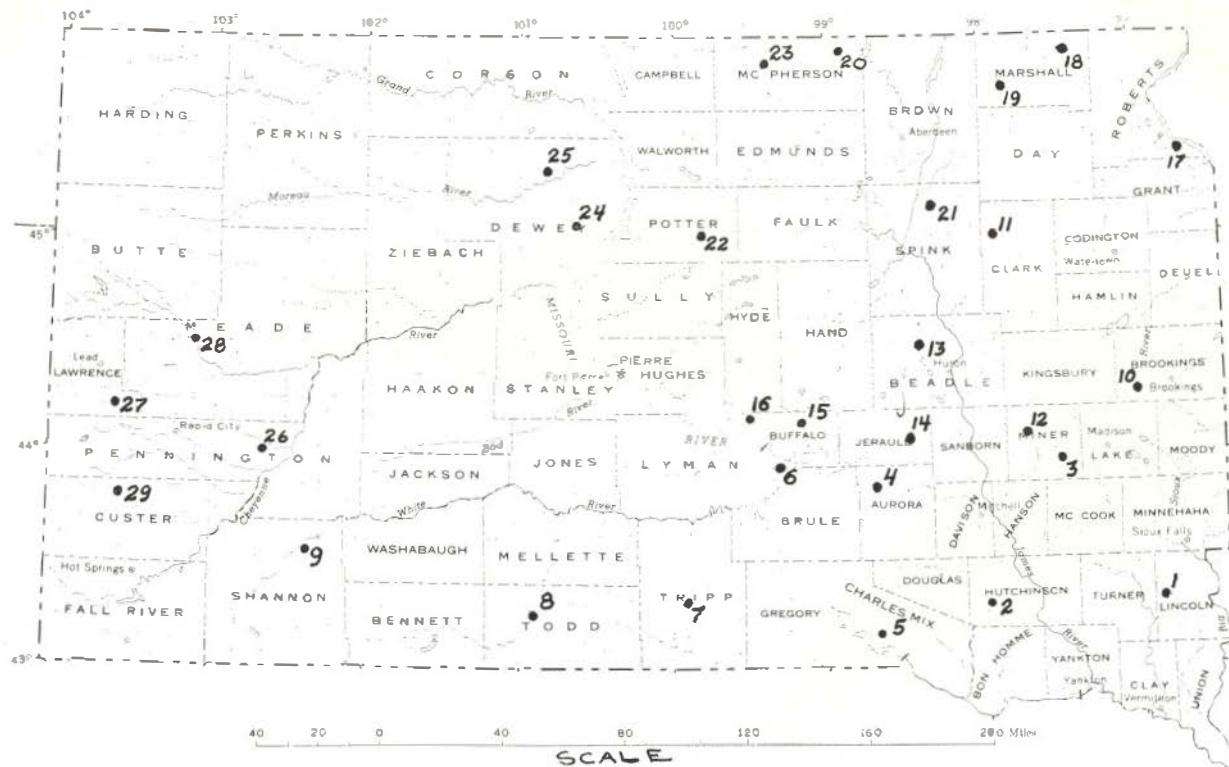 104° 103° 102° 101° 100° 99° 98 97
CORSON
CAMPBELL
23
MC PHERSON
20
18
MARSHALL
19
Grand
River
HARDING
PERKINS
BROWN
Aberdeen
ROBERTS
WALWORTH
EDMUNDS
DAY
25
17
Moreau
River
GRANT
45°
BUTTE
ZIEBACH
DEWEY
24
POTTER
22
FAULK
21
SPINK
11
CLARK
CODINGTON
Watertown
DEUEL
HAMLIN
SULLY
HYDE
HAND
MISSOURI
MEADE
28
River
13
Huron
BEADLE
KINGSBURY
River
BROOKINGS
10
Brookings
Lead
LAWRENCE
27
HAAKON
STANLEY
PIERRE
Fort Pierre
HUGHES
River
Rapid City
26
16
15
BUFFALO
14
JERAULD
SANBORN
12
MINER
Madison
LAKE
3
MOODY
44°
PENNINGTON
Bad
RIVER
JACKSON
JONES
LYMAN
6
4
AURORA
29
CUSTER
Cheyenne
White
River
BRULE
DAVISON
Mitchell
HANSON
MC COOK
Sioux
MINNEHAHA
Sioux Falls
Hot Springs
9
WASHABAUGH
MELLETTE
James
FALL RIVER
SHANNON
BENNETT
8
TODD
TRIPP
7
GREGORY
CHARLES MIX
5
DOUGLAS
2
HUTCHINSON
TURNER
1
LINCOLN
43°
BON HOMME
River
YANKTON
Yankton
CLAY
Vermillion
UNION
40 20 0 40 80 120 160 200 Miles
SCALE